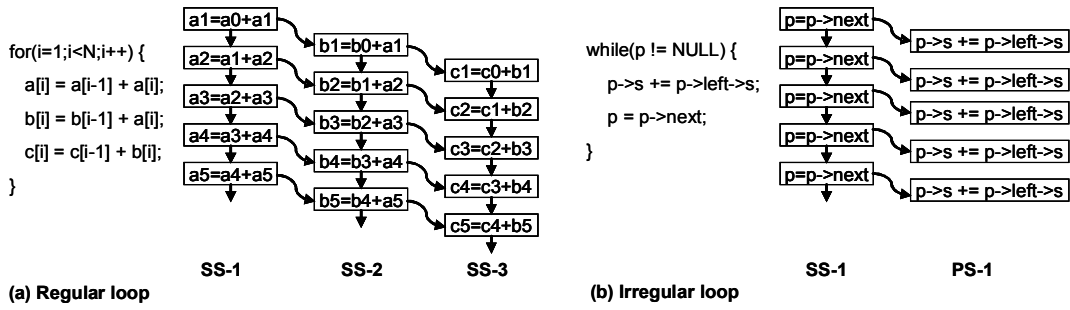 for(i=1;i<N;i++) {
a[i] = a[i-1] + a[i];
b[i] = b[i-1] + a[i];
c[i] = c[i-1] + b[i];
}
a1=a0+a1
a2=a1+a2
a3=a2+a3
a4=a3+a4
a5=a4+a5
SS-1
b1=b0+a1
b2=b1+a2
b3=b2+a3
b4=b3+a4
b5=b4+a5
SS-2
c1=c0+b1
c2=c1+b2
c3=c2+b3
c4=c3+b4
c5=c4+b5
SS-3
(a) Regular loop
while(p != NULL) {
p->s += p->left->s;
p = p->next;
}
p=p->next
p=p->next
p=p->next
p=p->next
p=p->next
SS-1
p->s += p->left->s
p->s += p->left->s
p->s += p->left->s
p->s += p->left->s
p->s += p->left->s
PS-1
(b) Irregular loop